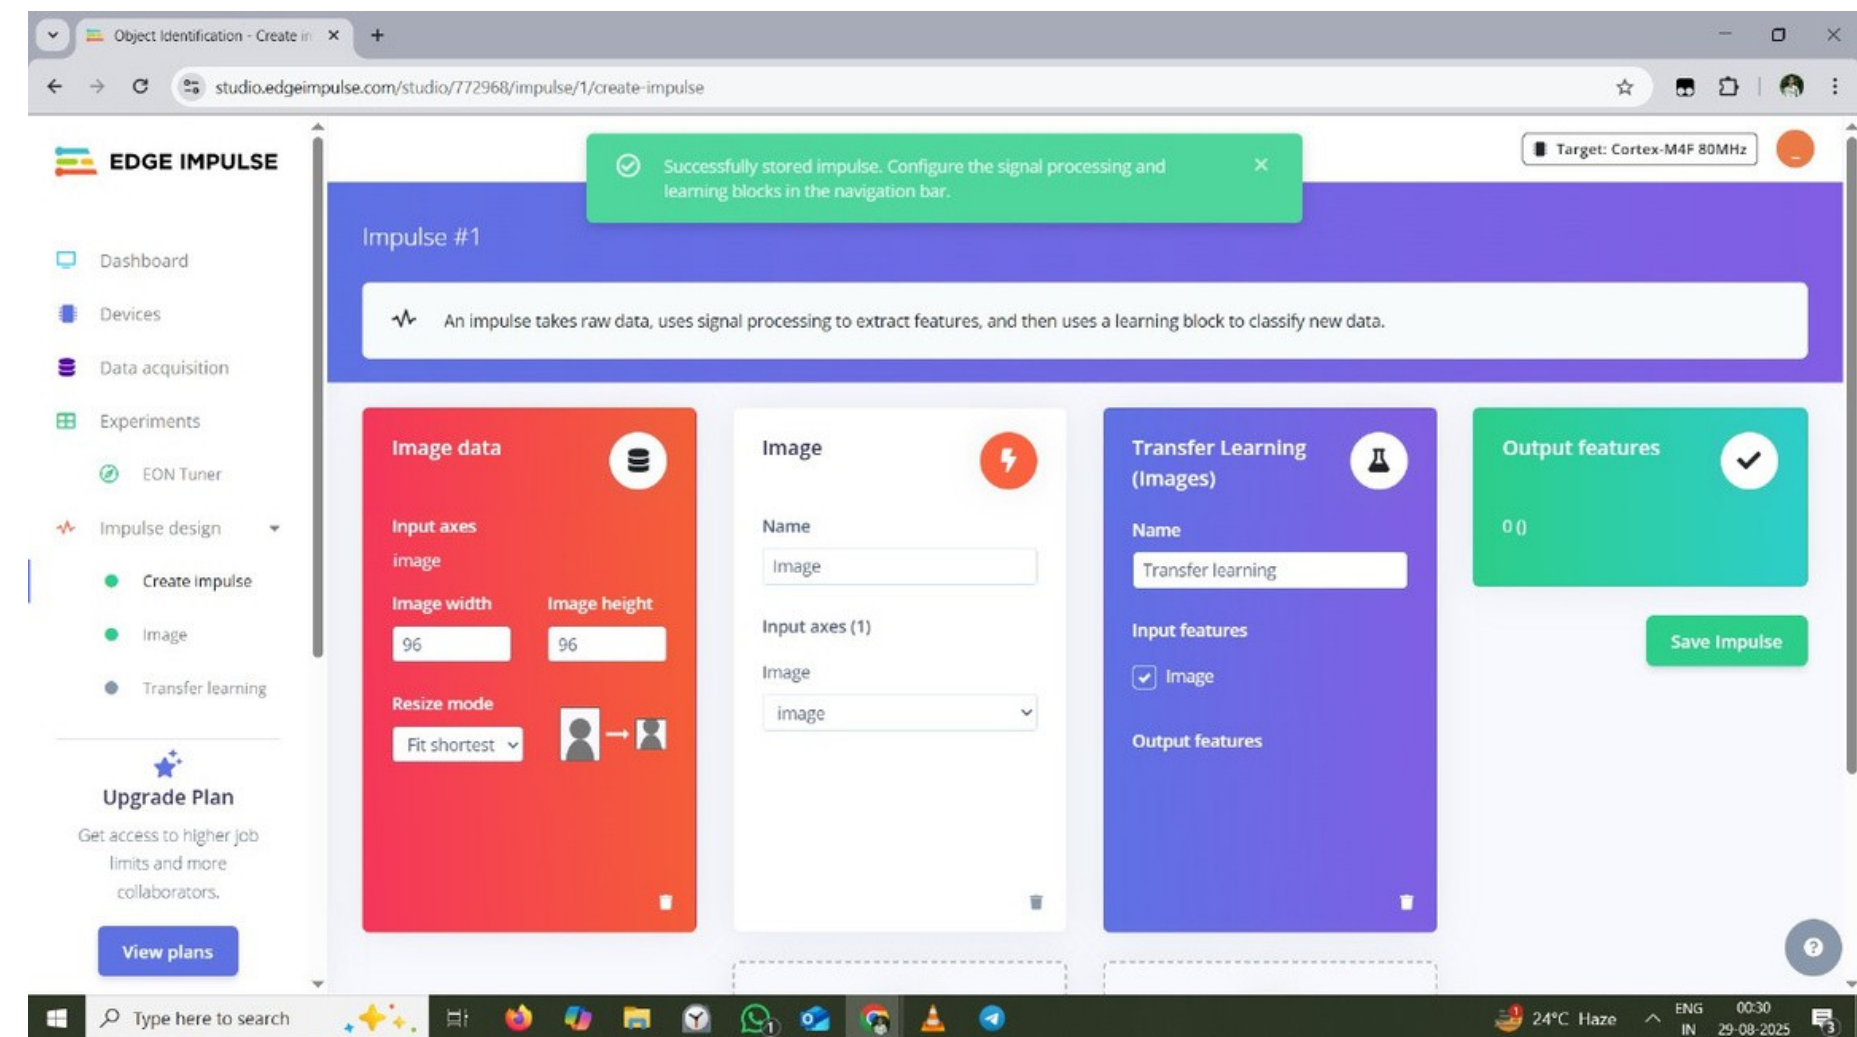 Object Identification - Create in
studio.edgeimpulse.com/studio/772968/impulse/1/create-impulse
EDGE IMPULSE
Dashboard
Devices
Data acquisition
Experiments
EON Tuner
Impulse design
Create impulse
Image
Transfer learning
Upgrade Plan
Get access to higher job
limits and more
collaborators.
View plans
Successfully stored impulse. Configure the signal processing and
learning blocks in the navigation bar.
Target: Cortex-M4F 80MHz
Impulse #1
An impulse takes raw data, uses signal processing to extract features, and then uses a learning block to classify new data.
Image data
Input axes
image
Image width Image height
96 96
Resize mode
Fit shortest
Image
Name
Image
Input axes (1)
Image
image
Transfer Learning
(Images)
Name
Transfer learning
Input features
Image
Output features
Output features
0 ()
Save Impulse
Type here to search
1
24°C Haze
ENG
IN
00:30
29-08-2025
3